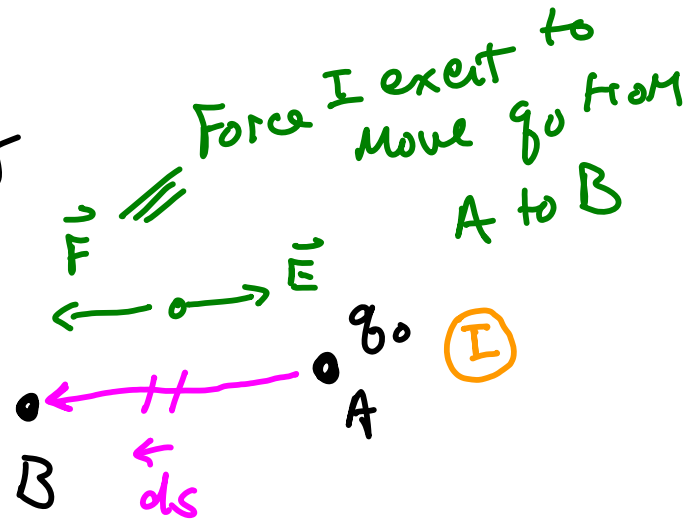 Force I exert to
move q₀ from
A to B
F⃗
E⃗
q₀
I
A
B
ds